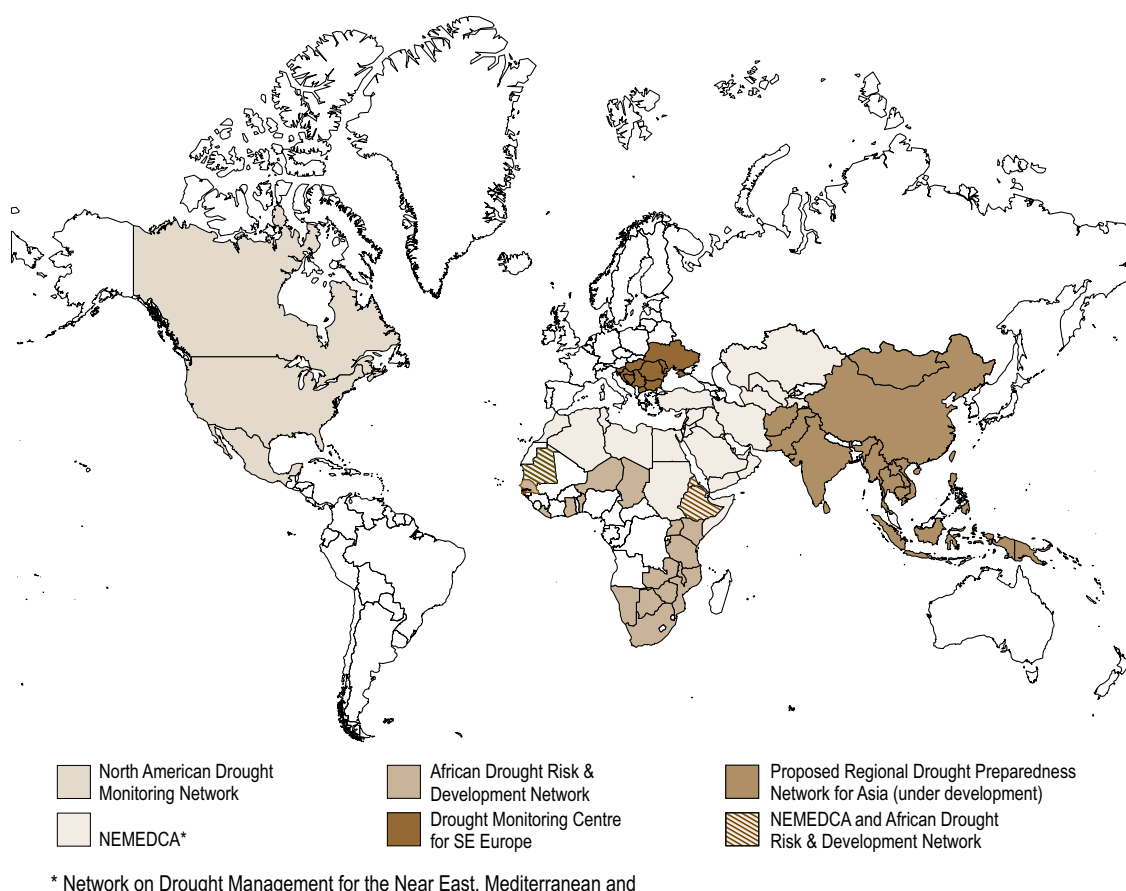 North American Drought
Monitoring Network
NEMEDCA*
African Drought Risk &
Development Network
Drought Monitoring Centre
for SE Europe
Proposed Regional Drought Preparedness
Network for Asia (under development)
NEMEDCA and African Drought
Risk & Development Network
* Network on Drought Management for the Near East, Mediterranean and